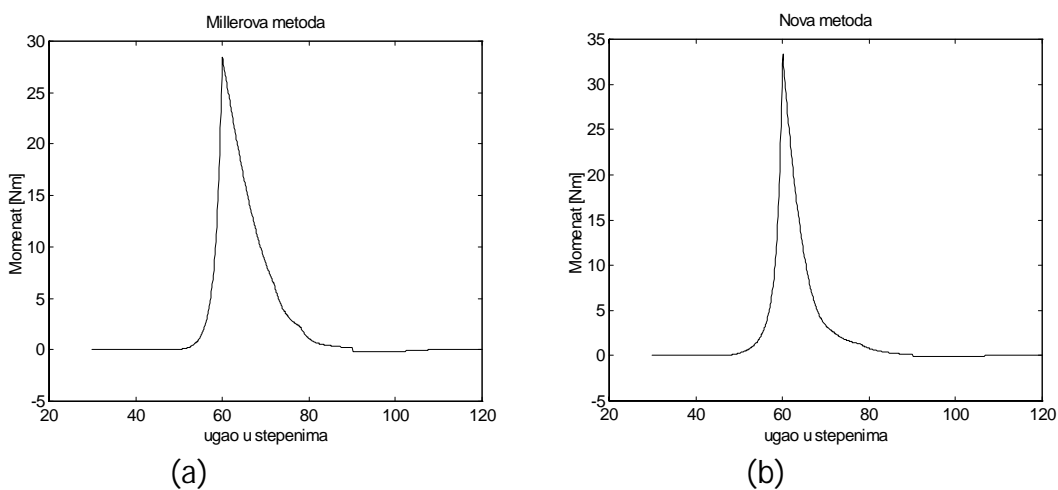 Millerova metoda
30
25
20
15
10
5
0
-5
Momenat [Nm]
20 40 60 80 100 120
ugao u stepenima
(a)
Nova metoda
35
30
25
20
15
10
5
0
-5
Momenat [Nm]
20 40 60 80 100 120
ugao u stepenima
(b)